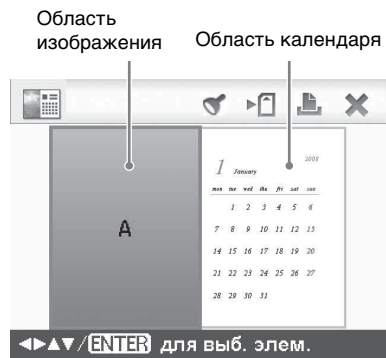 Область
изображения
Область календаря
A
1 January 2008
mon tue wed thu fri sat sun
1 2 3 4 5 6
7 8 9 10 11 12 13
14 15 16 17 18 19 20
21 22 23 24 25 26 27
28 29 30 31
◄►▲▼/ENTER для выб. элем.